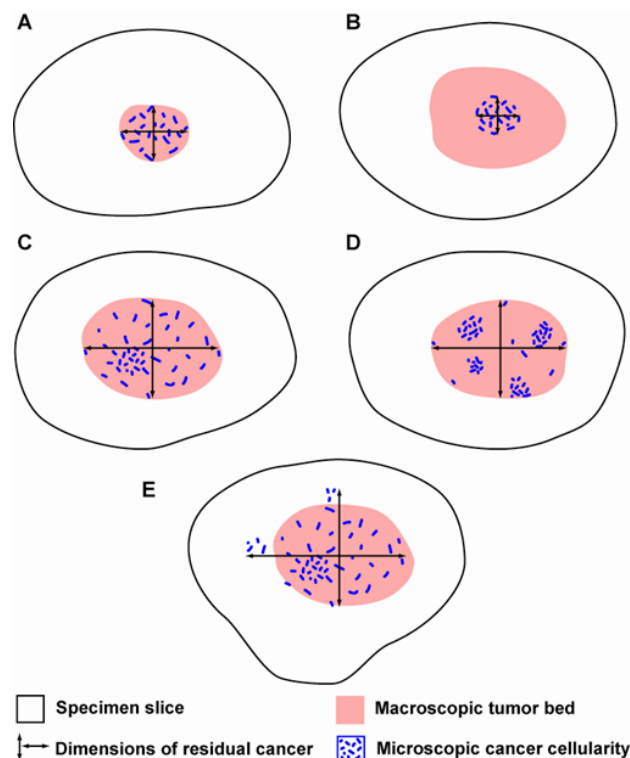 A
B
C
D
E
Specimen slice
Macroscopic tumor bed
Dimensions of residual cancer
Microscopic cancer cellularity